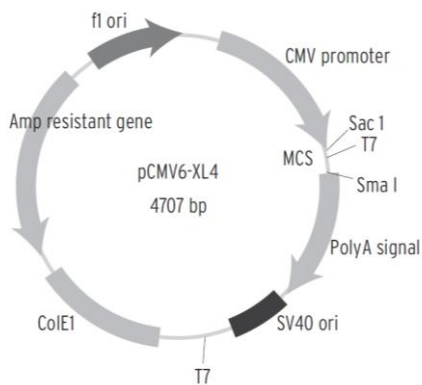 f1 ori
CMV promoter
Amp resistant gene
Sac 1
T7
MCS
pCMV6-XL4
Sma I
4707 bp
PolyA signal
ColE1
SV40 ori
T7